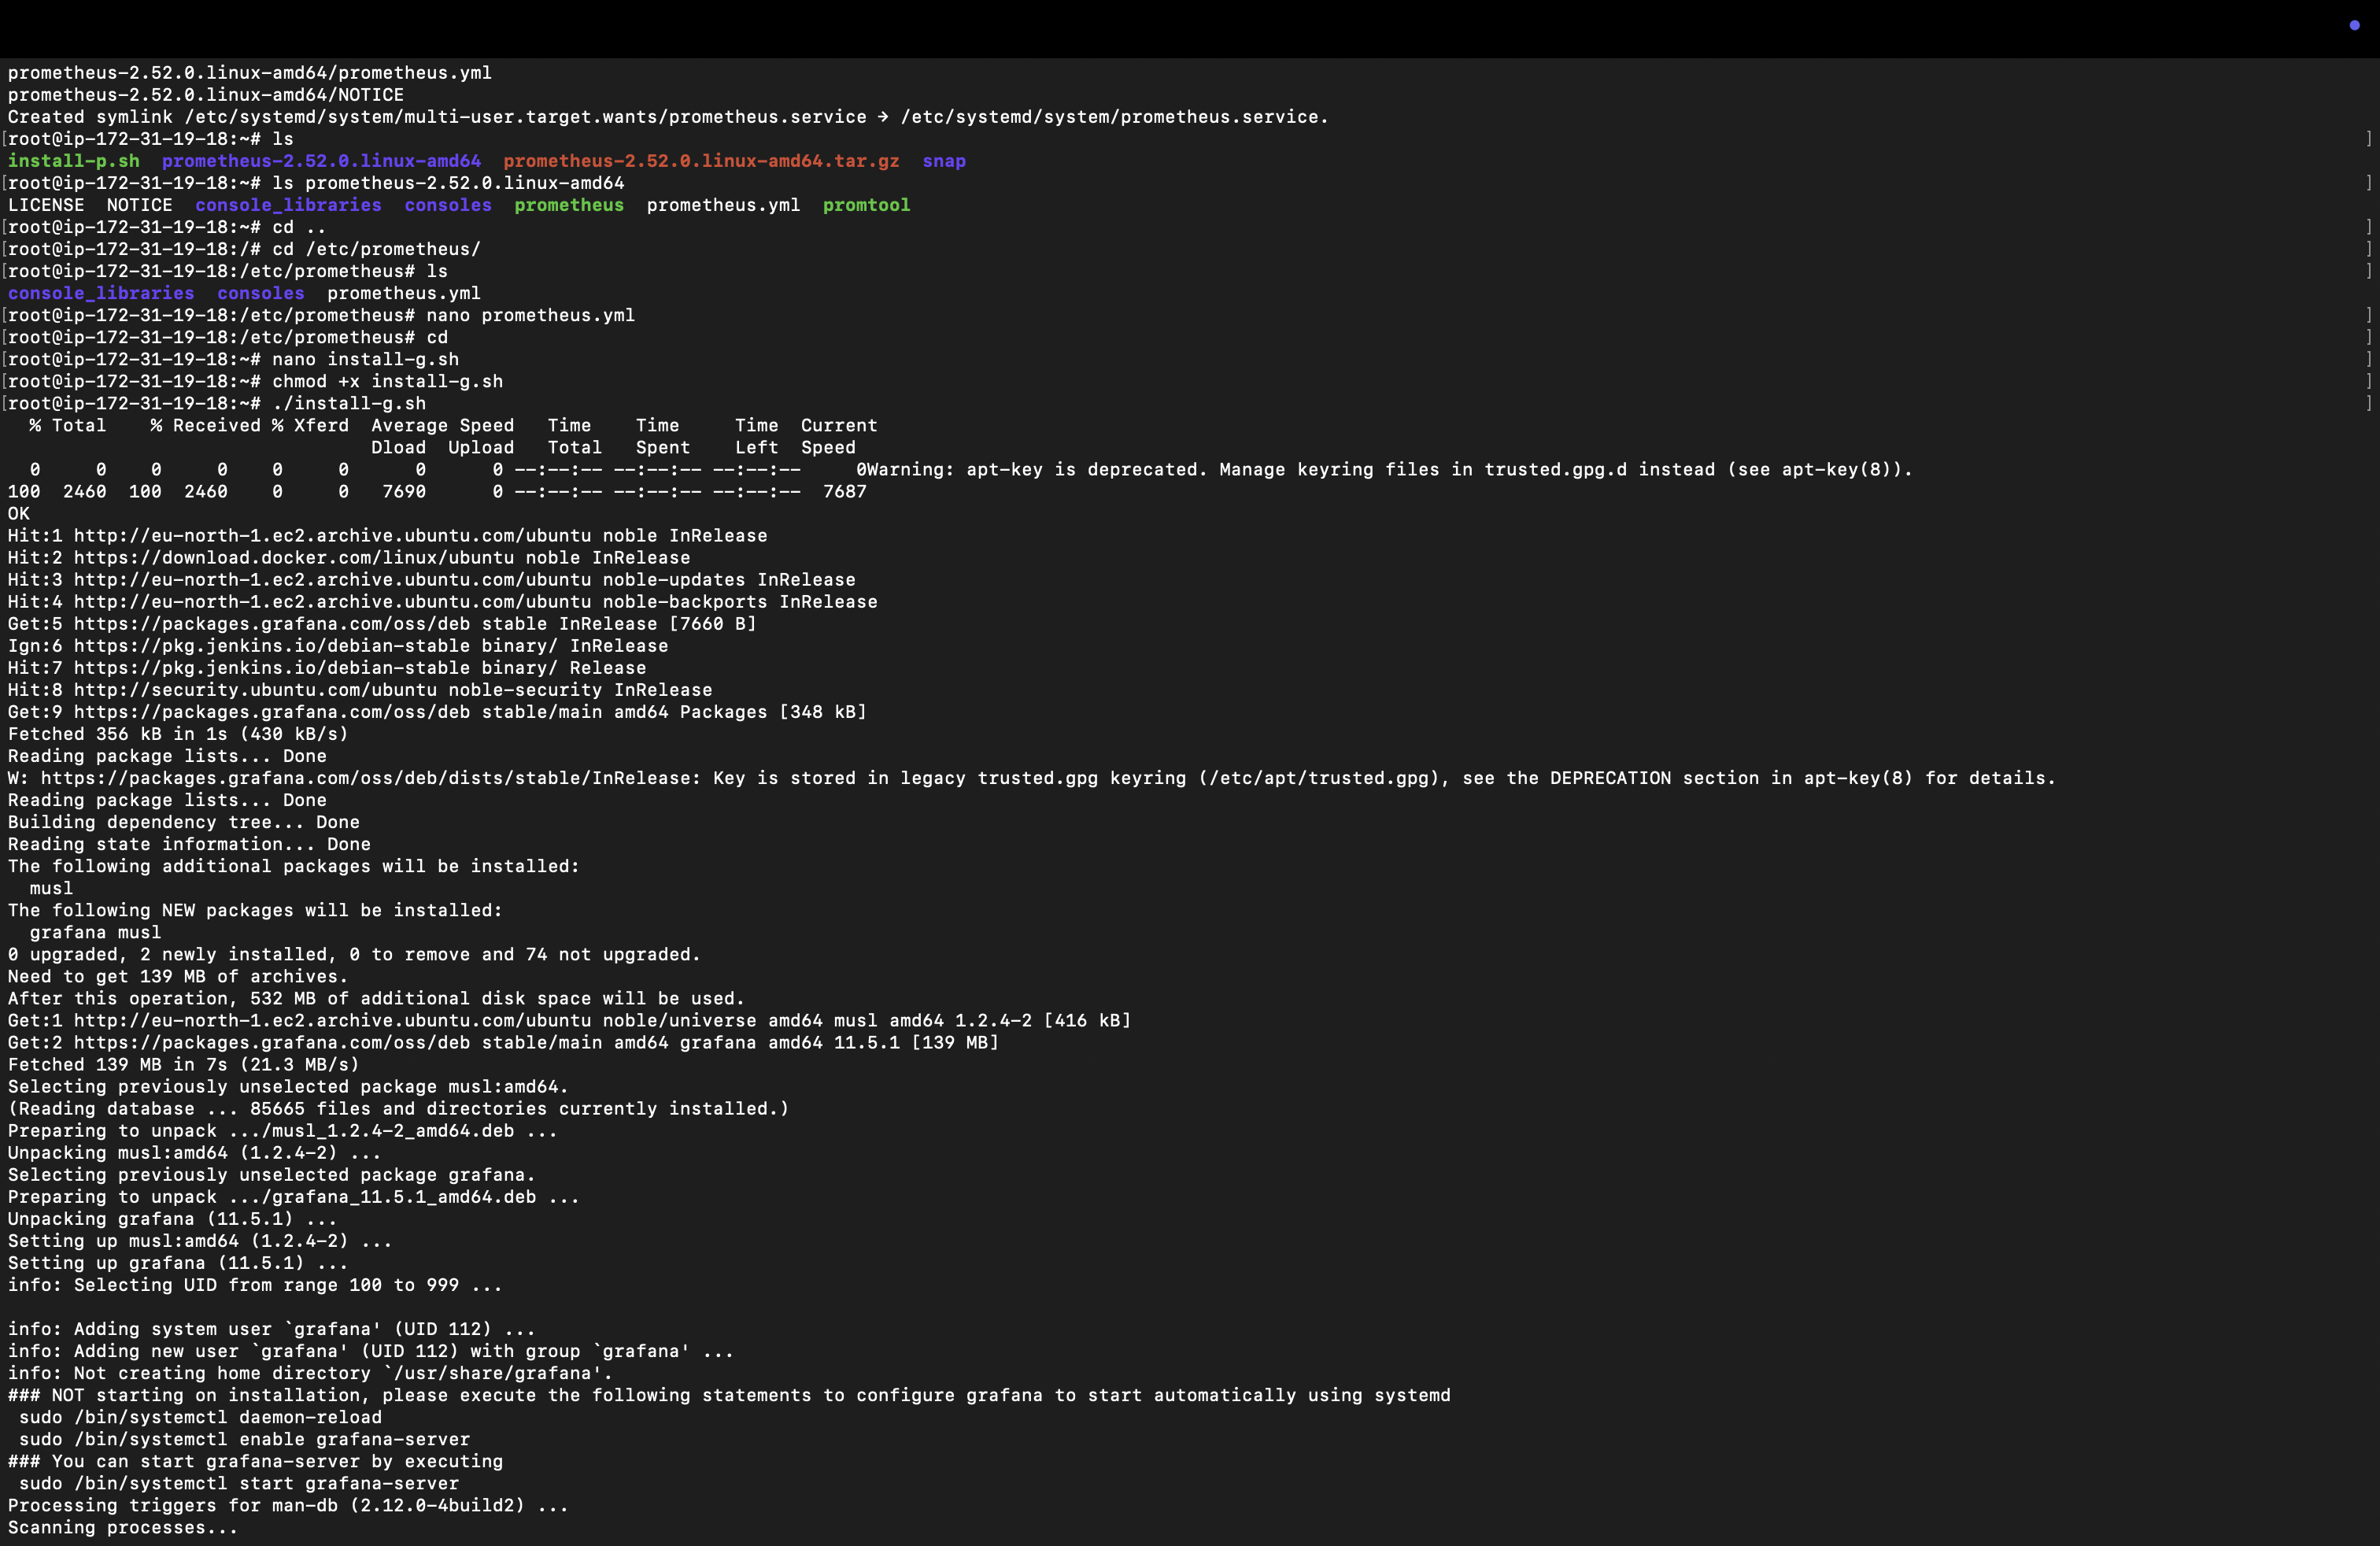 prometheus-2.52.0.linux-amd64/prometheus.yml
prometheus-2.52.0.linux-amd64/NOTICE
Created symlink /etc/systemd/system/multi-user.target.wants/prometheus.service → /etc/systemd/system/prometheus.service.
[root@ip-172-31-19-18:~# ls ]
install-p.sh  prometheus-2.52.0.linux-amd64  prometheus-2.52.0.linux-amd64.tar.gz  snap
[root@ip-172-31-19-18:~# ls prometheus-2.52.0.linux-amd64 ]
LICENSE  NOTICE  console_libraries  consoles  prometheus  prometheus.yml  promtool
[root@ip-172-31-19-18:~# cd .. ]
[root@ip-172-31-19-18:/# cd /etc/prometheus/ ]
[root@ip-172-31-19-18:/etc/prometheus# ls ]
console_libraries  consoles  prometheus.yml
[root@ip-172-31-19-18:/etc/prometheus# nano prometheus.yml ]
[root@ip-172-31-19-18:/etc/prometheus# cd ]
[root@ip-172-31-19-18:~# nano install-g.sh ]
[root@ip-172-31-19-18:~# chmod +x install-g.sh ]
[root@ip-172-31-19-18:~# ./install-g.sh ]
  % Total    % Received % Xferd  Average Speed   Time    Time     Time  Current
                                 Dload  Upload   Total   Spent    Left  Speed
  0     0    0     0    0     0      0      0 --:--:-- --:--:-- --:--:--     0Warning: apt-key is deprecated. Manage keyring files in trusted.gpg.d instead (see apt-key(8)).
100  2460  100  2460    0     0   7690      0 --:--:-- --:--:-- --:--:--  7687
OK
Hit:1 http://eu-north-1.ec2.archive.ubuntu.com/ubuntu noble InRelease
Hit:2 https://download.docker.com/linux/ubuntu noble InRelease
Hit:3 http://eu-north-1.ec2.archive.ubuntu.com/ubuntu noble-updates InRelease
Hit:4 http://eu-north-1.ec2.archive.ubuntu.com/ubuntu noble-backports InRelease
Get:5 https://packages.grafana.com/oss/deb stable InRelease [7660 B]
Ign:6 https://pkg.jenkins.io/debian-stable binary/ InRelease
Hit:7 https://pkg.jenkins.io/debian-stable binary/ Release
Hit:8 http://security.ubuntu.com/ubuntu noble-security InRelease
Get:9 https://packages.grafana.com/oss/deb stable/main amd64 Packages [348 kB]
Fetched 356 kB in 1s (430 kB/s)
Reading package lists... Done
W: https://packages.grafana.com/oss/deb/dists/stable/InRelease: Key is stored in legacy trusted.gpg keyring (/etc/apt/trusted.gpg), see the DEPRECATION section in apt-key(8) for details.
Reading package lists... Done
Building dependency tree... Done
Reading state information... Done
The following additional packages will be installed:
  musl
The following NEW packages will be installed:
  grafana musl
0 upgraded, 2 newly installed, 0 to remove and 74 not upgraded.
Need to get 139 MB of archives.
After this operation, 532 MB of additional disk space will be used.
Get:1 http://eu-north-1.ec2.archive.ubuntu.com/ubuntu noble/universe amd64 musl amd64 1.2.4-2 [416 kB]
Get:2 https://packages.grafana.com/oss/deb stable/main amd64 grafana amd64 11.5.1 [139 MB]
Fetched 139 MB in 7s (21.3 MB/s)
Selecting previously unselected package musl:amd64.
(Reading database ... 85665 files and directories currently installed.)
Preparing to unpack .../musl_1.2.4-2_amd64.deb ...
Unpacking musl:amd64 (1.2.4-2) ...
Selecting previously unselected package grafana.
Preparing to unpack .../grafana_11.5.1_amd64.deb ...
Unpacking grafana (11.5.1) ...
Setting up musl:amd64 (1.2.4-2) ...
Setting up grafana (11.5.1) ...
info: Selecting UID from range 100 to 999 ...

info: Adding system user `grafana' (UID 112) ...
info: Adding new user `grafana' (UID 112) with group `grafana' ...
info: Not creating home directory `/usr/share/grafana'.
### NOT starting on installation, please execute the following statements to configure grafana to start automatically using systemd
 sudo /bin/systemctl daemon-reload
 sudo /bin/systemctl enable grafana-server
### You can start grafana-server by executing
 sudo /bin/systemctl start grafana-server
Processing triggers for man-db (2.12.0-4build2) ...
Scanning processes...